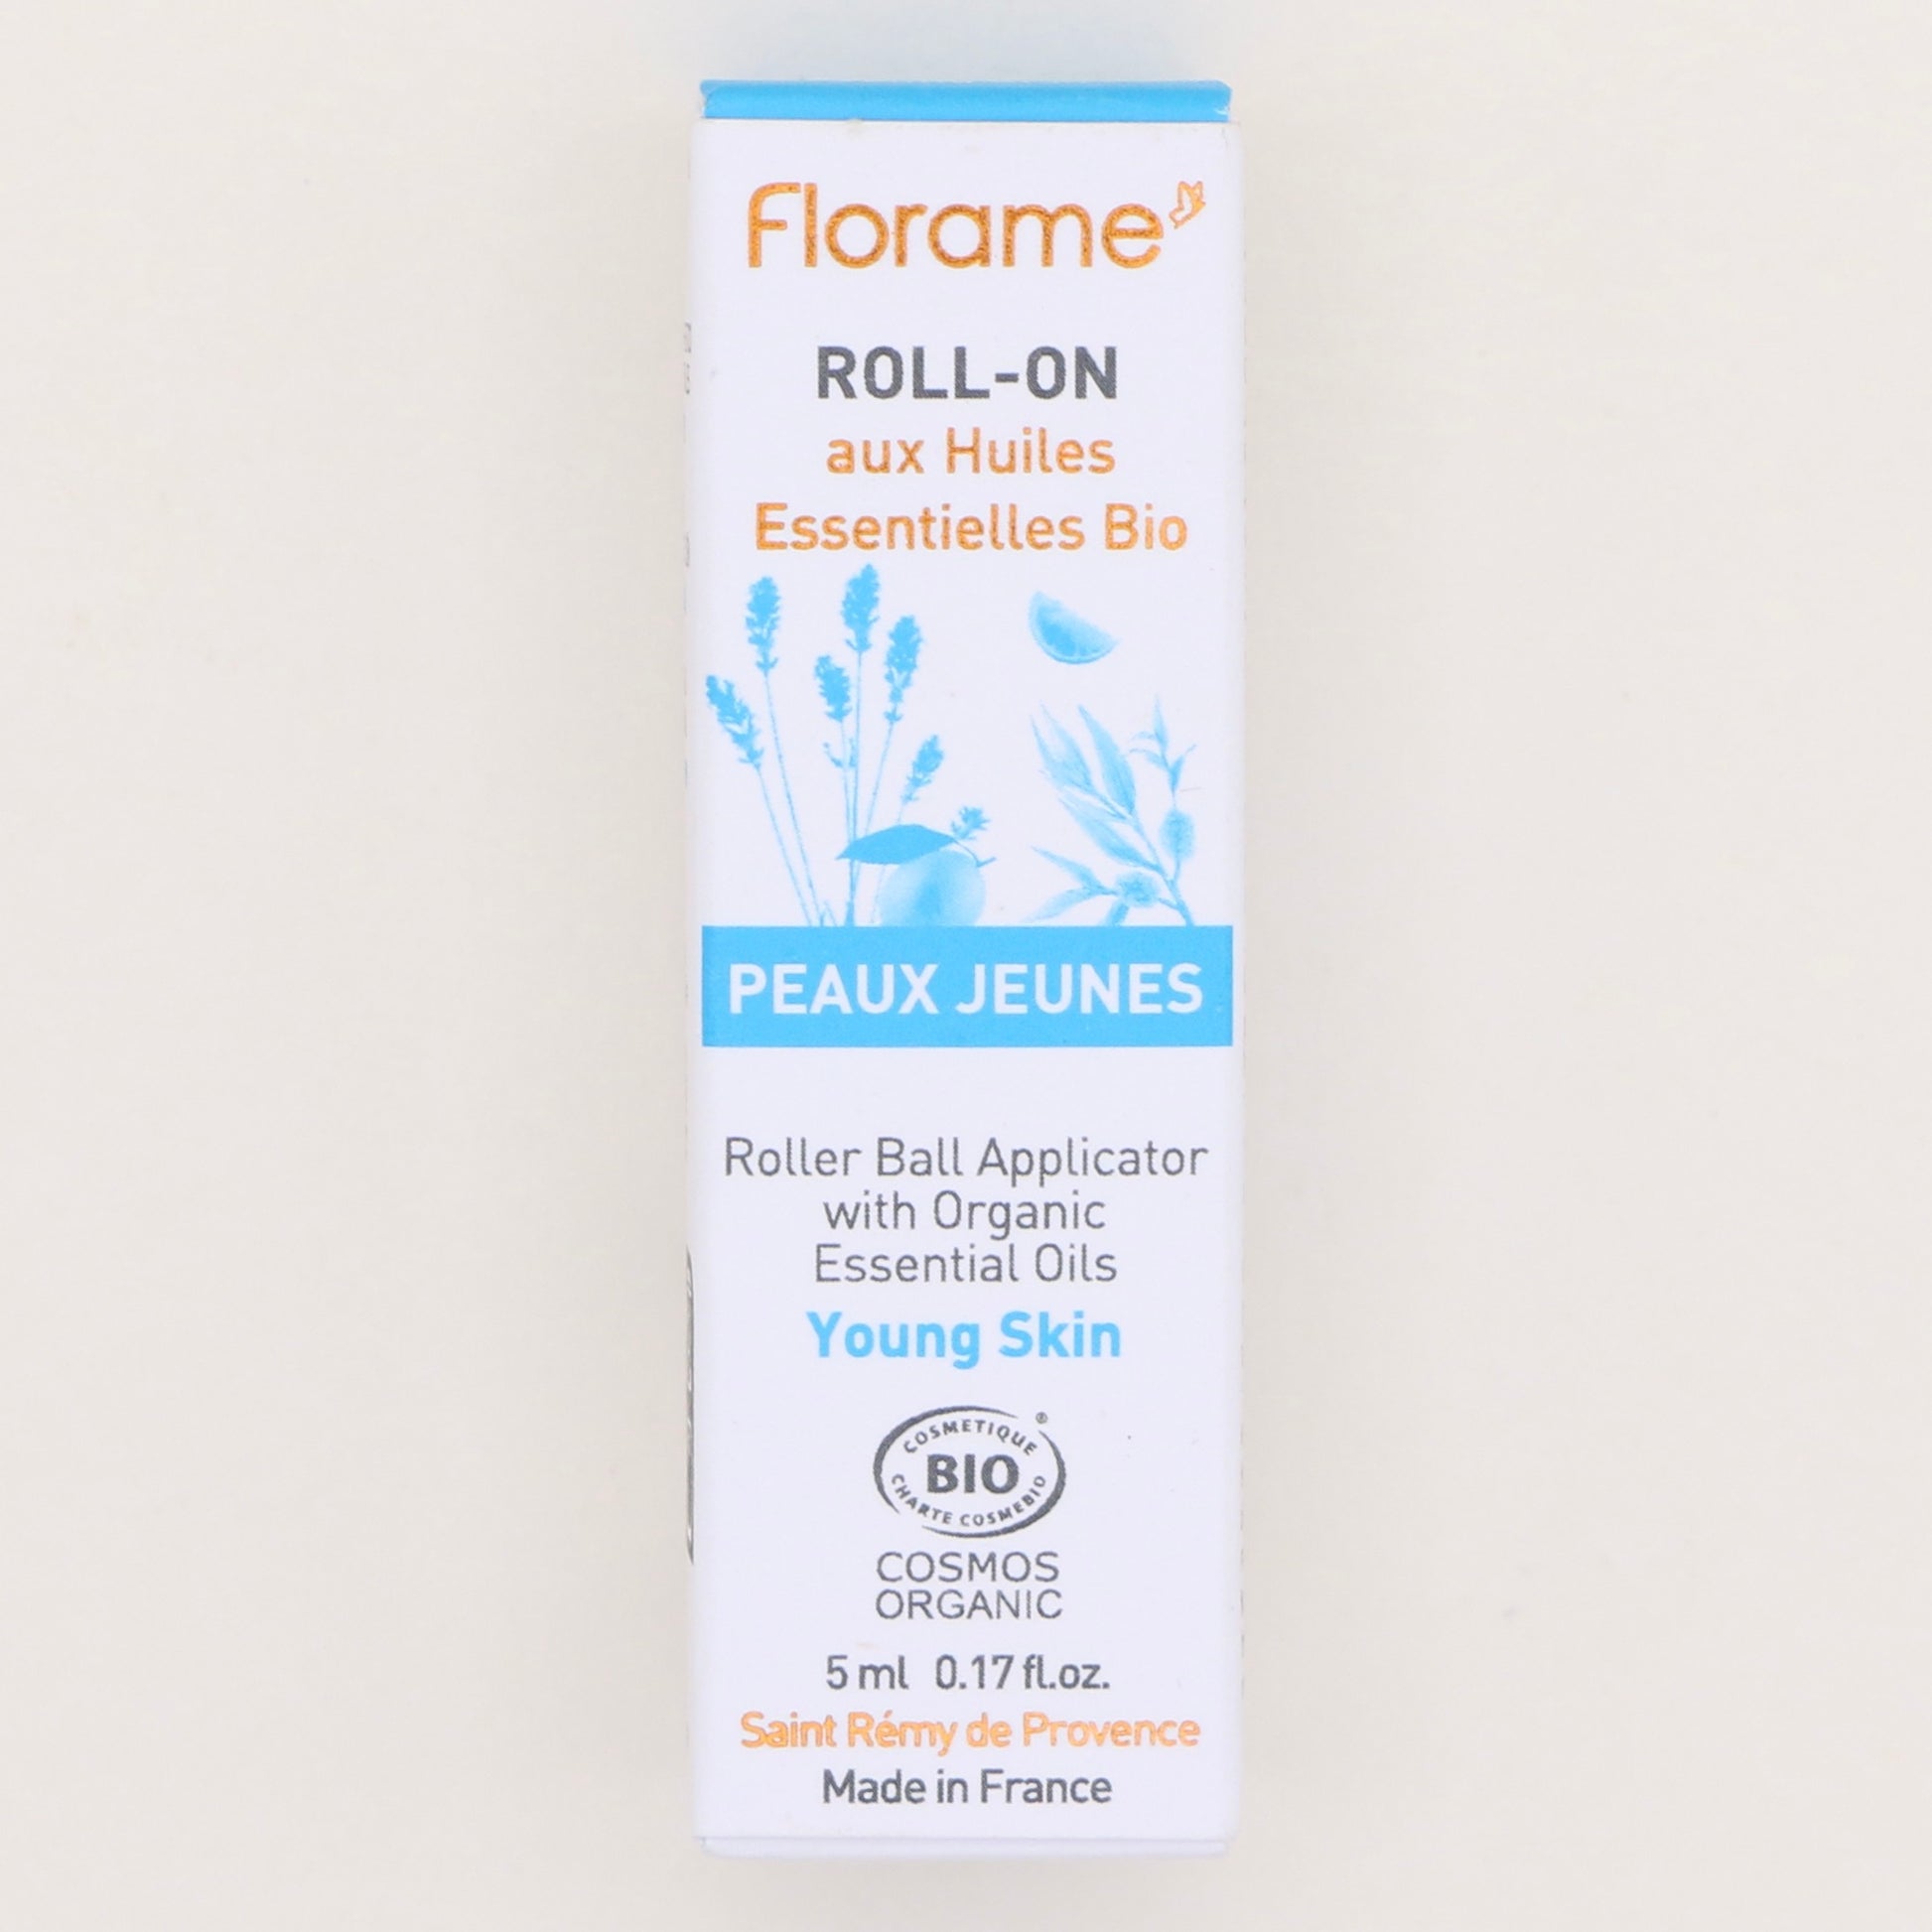 florame
ROLL-ON
aux Huiles
Essentielles Bio
PEAUX JEUNES
Roller Ball Applicator
with Organic
Essential Oils
Young Skin
COSMETIQUE ®
BIO
CHARTE COSMEBIO
COSMOS
ORGANIC
5 ml 0.17 fl.oz.
Saint Rémy de Provence
Made in France